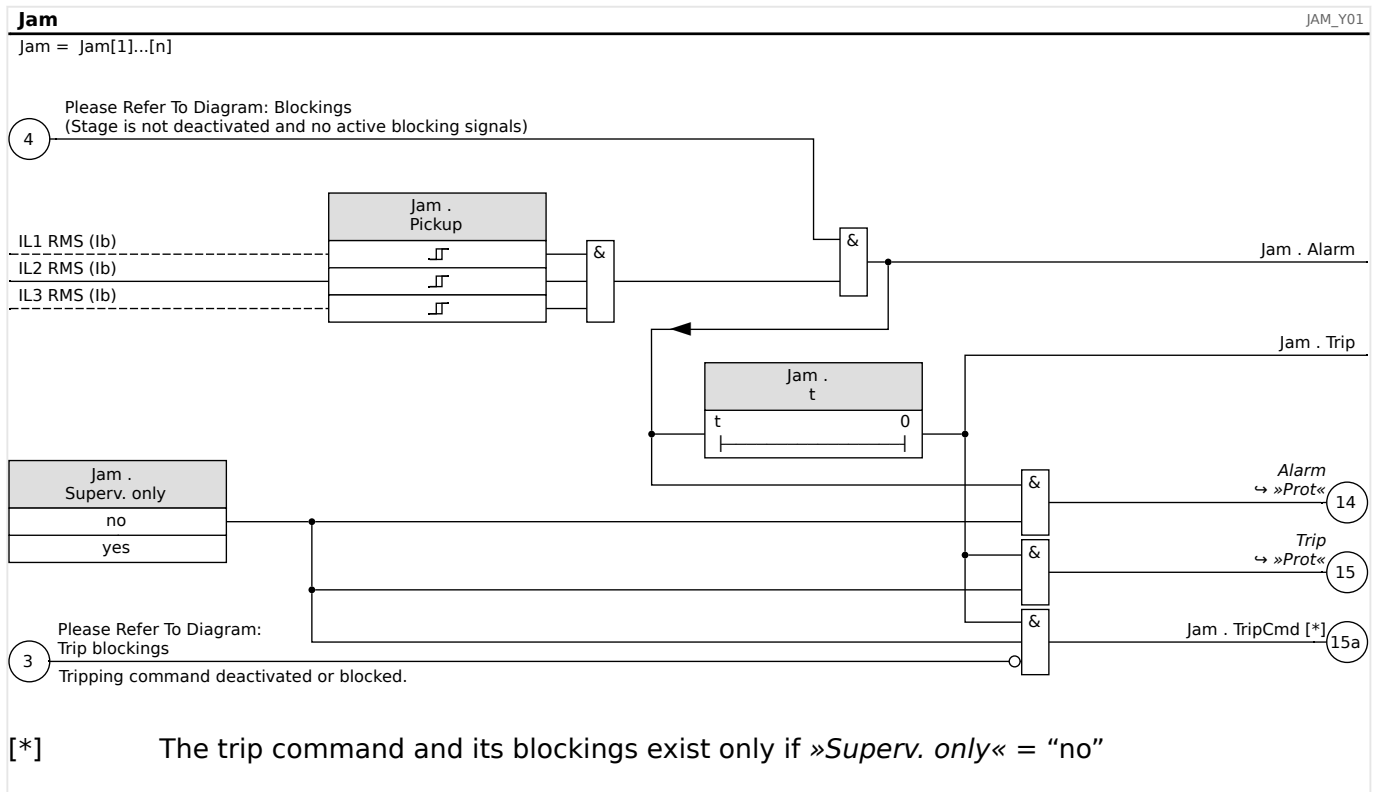 Jam
JAM_Y01
Jam = Jam[1]...[n]
Please Refer To Diagram: Blockings
(Stage is not deactivated and no active blocking signals)
4
Jam .
Pickup
IL1 RMS (Ib)
IL2 RMS (Ib)
IL3 RMS (Ib)
&
&
Jam . Alarm
Jam . Trip
Jam .
t
t 0
Jam .
Superv. only
no
yes
&
Alarm
↪ »Prot«
14
&
Trip
↪ »Prot«
15
Please Refer To Diagram:
Trip blockings
3
Tripping command deactivated or blocked.
&
Jam . TripCmd [*]
15a
[*] The trip command and its blockings exist only if »Superv. only« = “no”